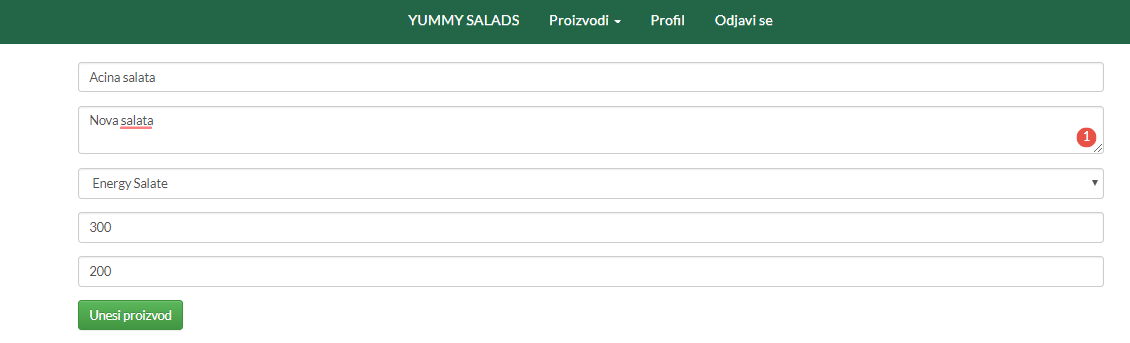 YUMMY SALADS Proizvodi Profil Odjavi se
Acina salata
Nova salata
1
Energy Salate
300
200
Unesi proizvod